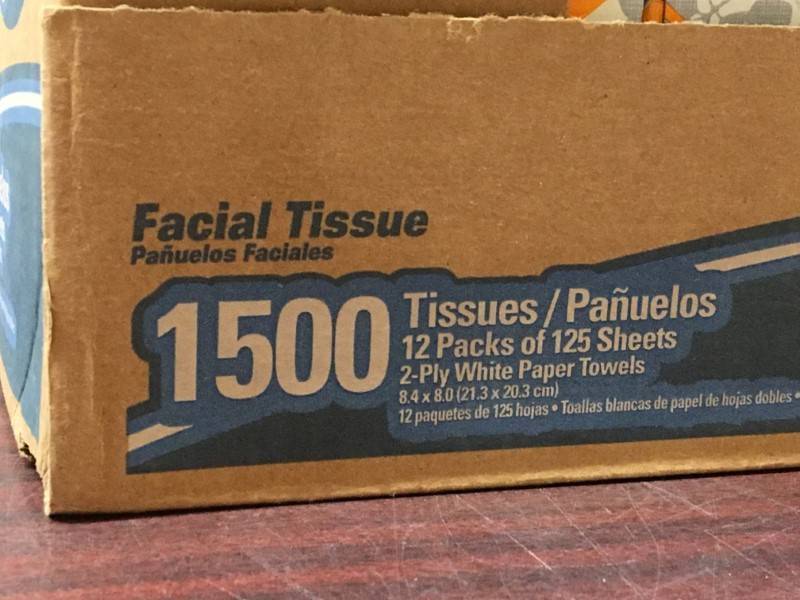 Facial Tissue
Pañuelos Faciales
1500
Tissues / Pañuelos
12 Packs of 125 Sheets
2-Ply White Paper Towels
8.4 x 8.0 (21.3 x 20.3 cm)
12 paquetes de 125 hojas • Toallas blancas de papel de hojas dobles •